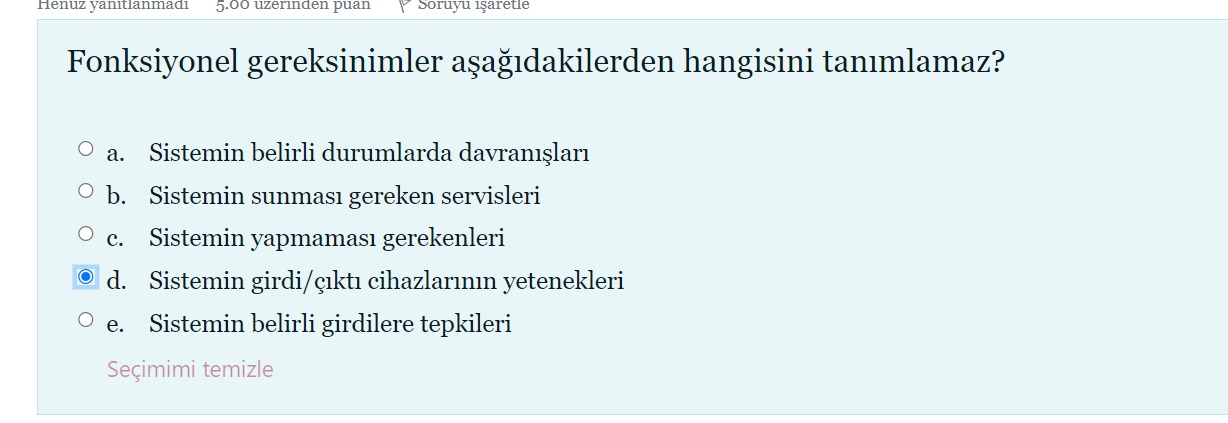 Henüz yanıtlanmadı 5.00 üzerinden puan Soruyu işaretle
Fonksiyonel gereksinimler aşağıdakilerden hangisini tanımlamaz?
a. Sistemin belirli durumlarda davranışları
b. Sistemin sunması gereken servisleri
c. Sistemin yapmaması gerekenleri
d. Sistemin girdi/çıktı cihazlarının yetenekleri
e. Sistemin belirli girdilere tepkileri
Seçimimi temizle